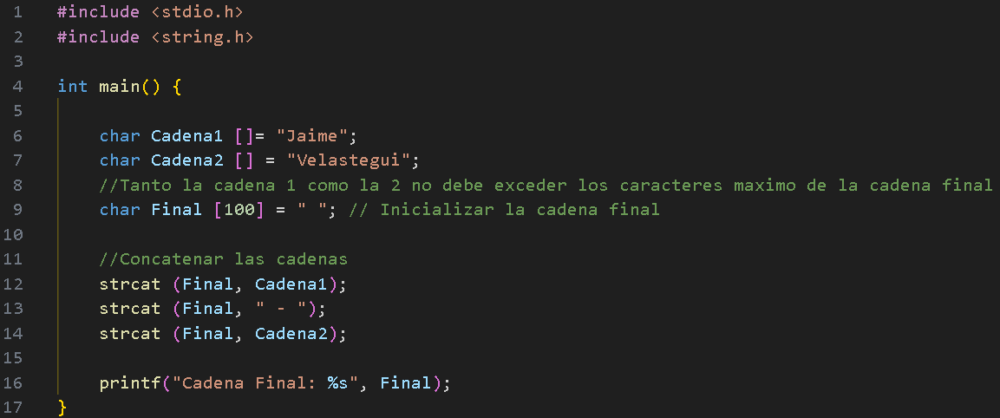 1 #include <stdio.h>
2 #include <string.h>
3
4 int main() {
5
6 char Cadena1 []= "Jaime";
7 char Cadena2 [] = "Velastegui";
8 //Tanto la cadena 1 como la 2 no debe exceder los caracteres maximo de la cadena final
9 char Final [100] = " "; // Inicializar la cadena final
10
11 //Concatenar las cadenas
12 strcat (Final, Cadena1);
13 strcat (Final, " - ");
14 strcat (Final, Cadena2);
15
16 printf("Cadena Final: %s", Final);
17 }